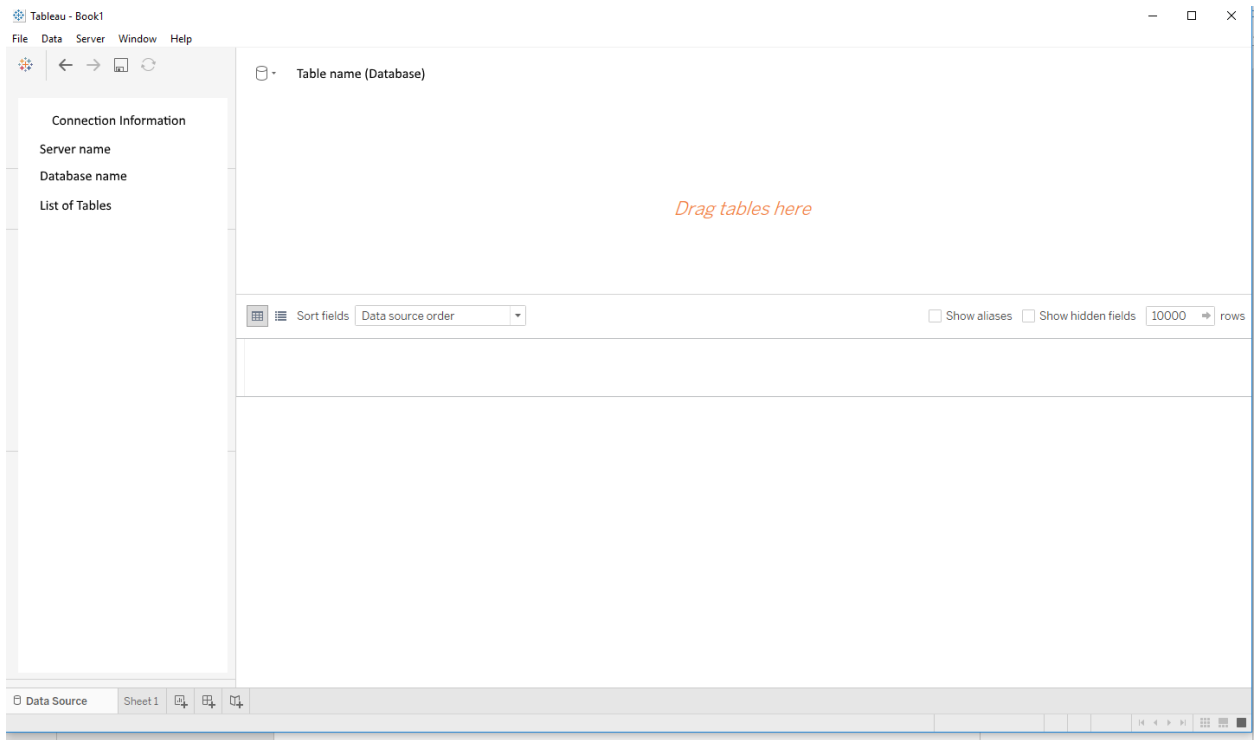 Tableau - Book1
File Data Server Window Help
Table name (Database)
Connection Information
Server name
Database name
List of Tables
Drag tables here
Sort fields Data source order Show aliases Show hidden fields 10000 rows
Data Source Sheet 1